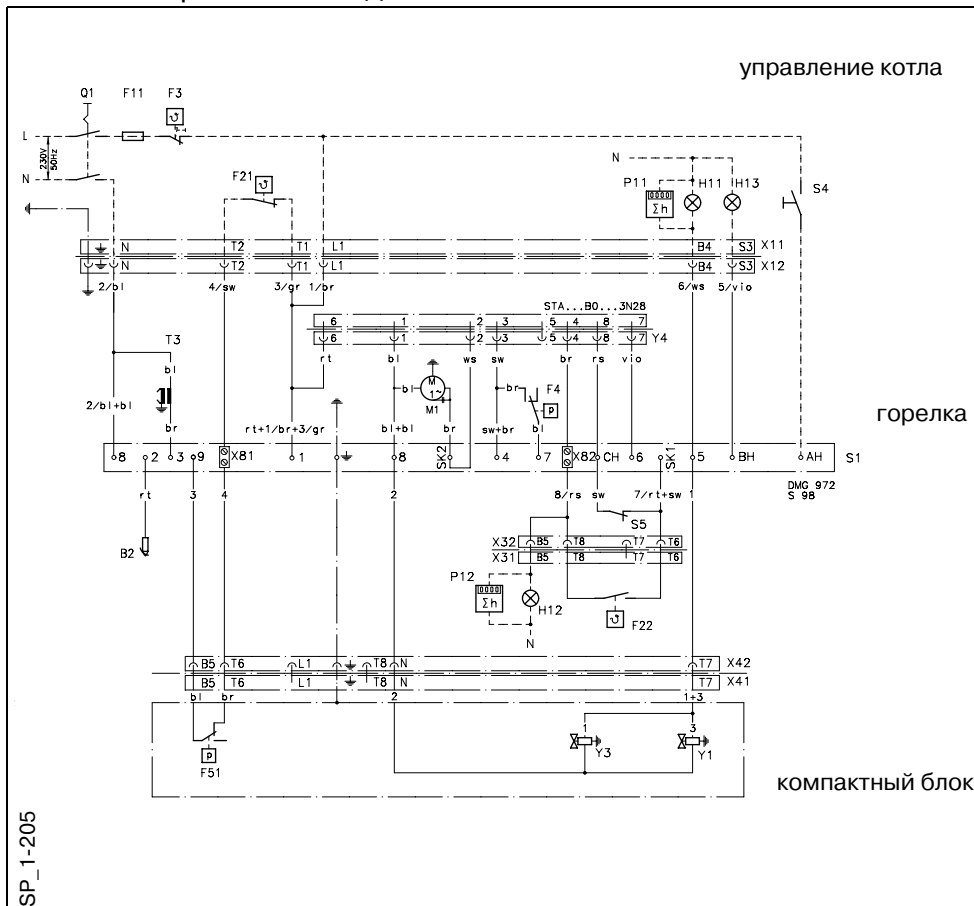 управление котла
Q1 F11 F3
L
230V
50Hz
N
F21
N
P11 H11 H13
0000
Σh
S4
N T2 T1 L1 B4 S3 X11
N T2 T1 L1 B4 S3 X12
2/bl 4/sw 3/gr 1/br 6/ws 5/vio
STA...BO...3N28
6 1 2 3 5 4 8 7
6 1 2 3 5 4 8 7 Y4
T3
rt bl ws sw br rs vio
bl
bl M 1~ br F4
M1 p
2/bl+bl
br rt+1/br+3/gr bl+bl br sw+br bl
горелка
8 2 3 9 X81 1 8 SK2 4 7 X82 CH 6 SK1 5 BH AH S1
DMG 972
S 98
rt 3 4 2 8/rs sw 7/rt+sw 1
S5
B2
X32 B5 T8 T7 T6
X31 B5 T8 T7 T6
P12
0000
Σh
H12
F22
N
B5 T6 L1 T8 N T7 X42
B5 T6 L1 T8 N T7 X41
bl br 2 1+3
1 3
Y3 Y1
p
F51
компактный блок
SP_1-205